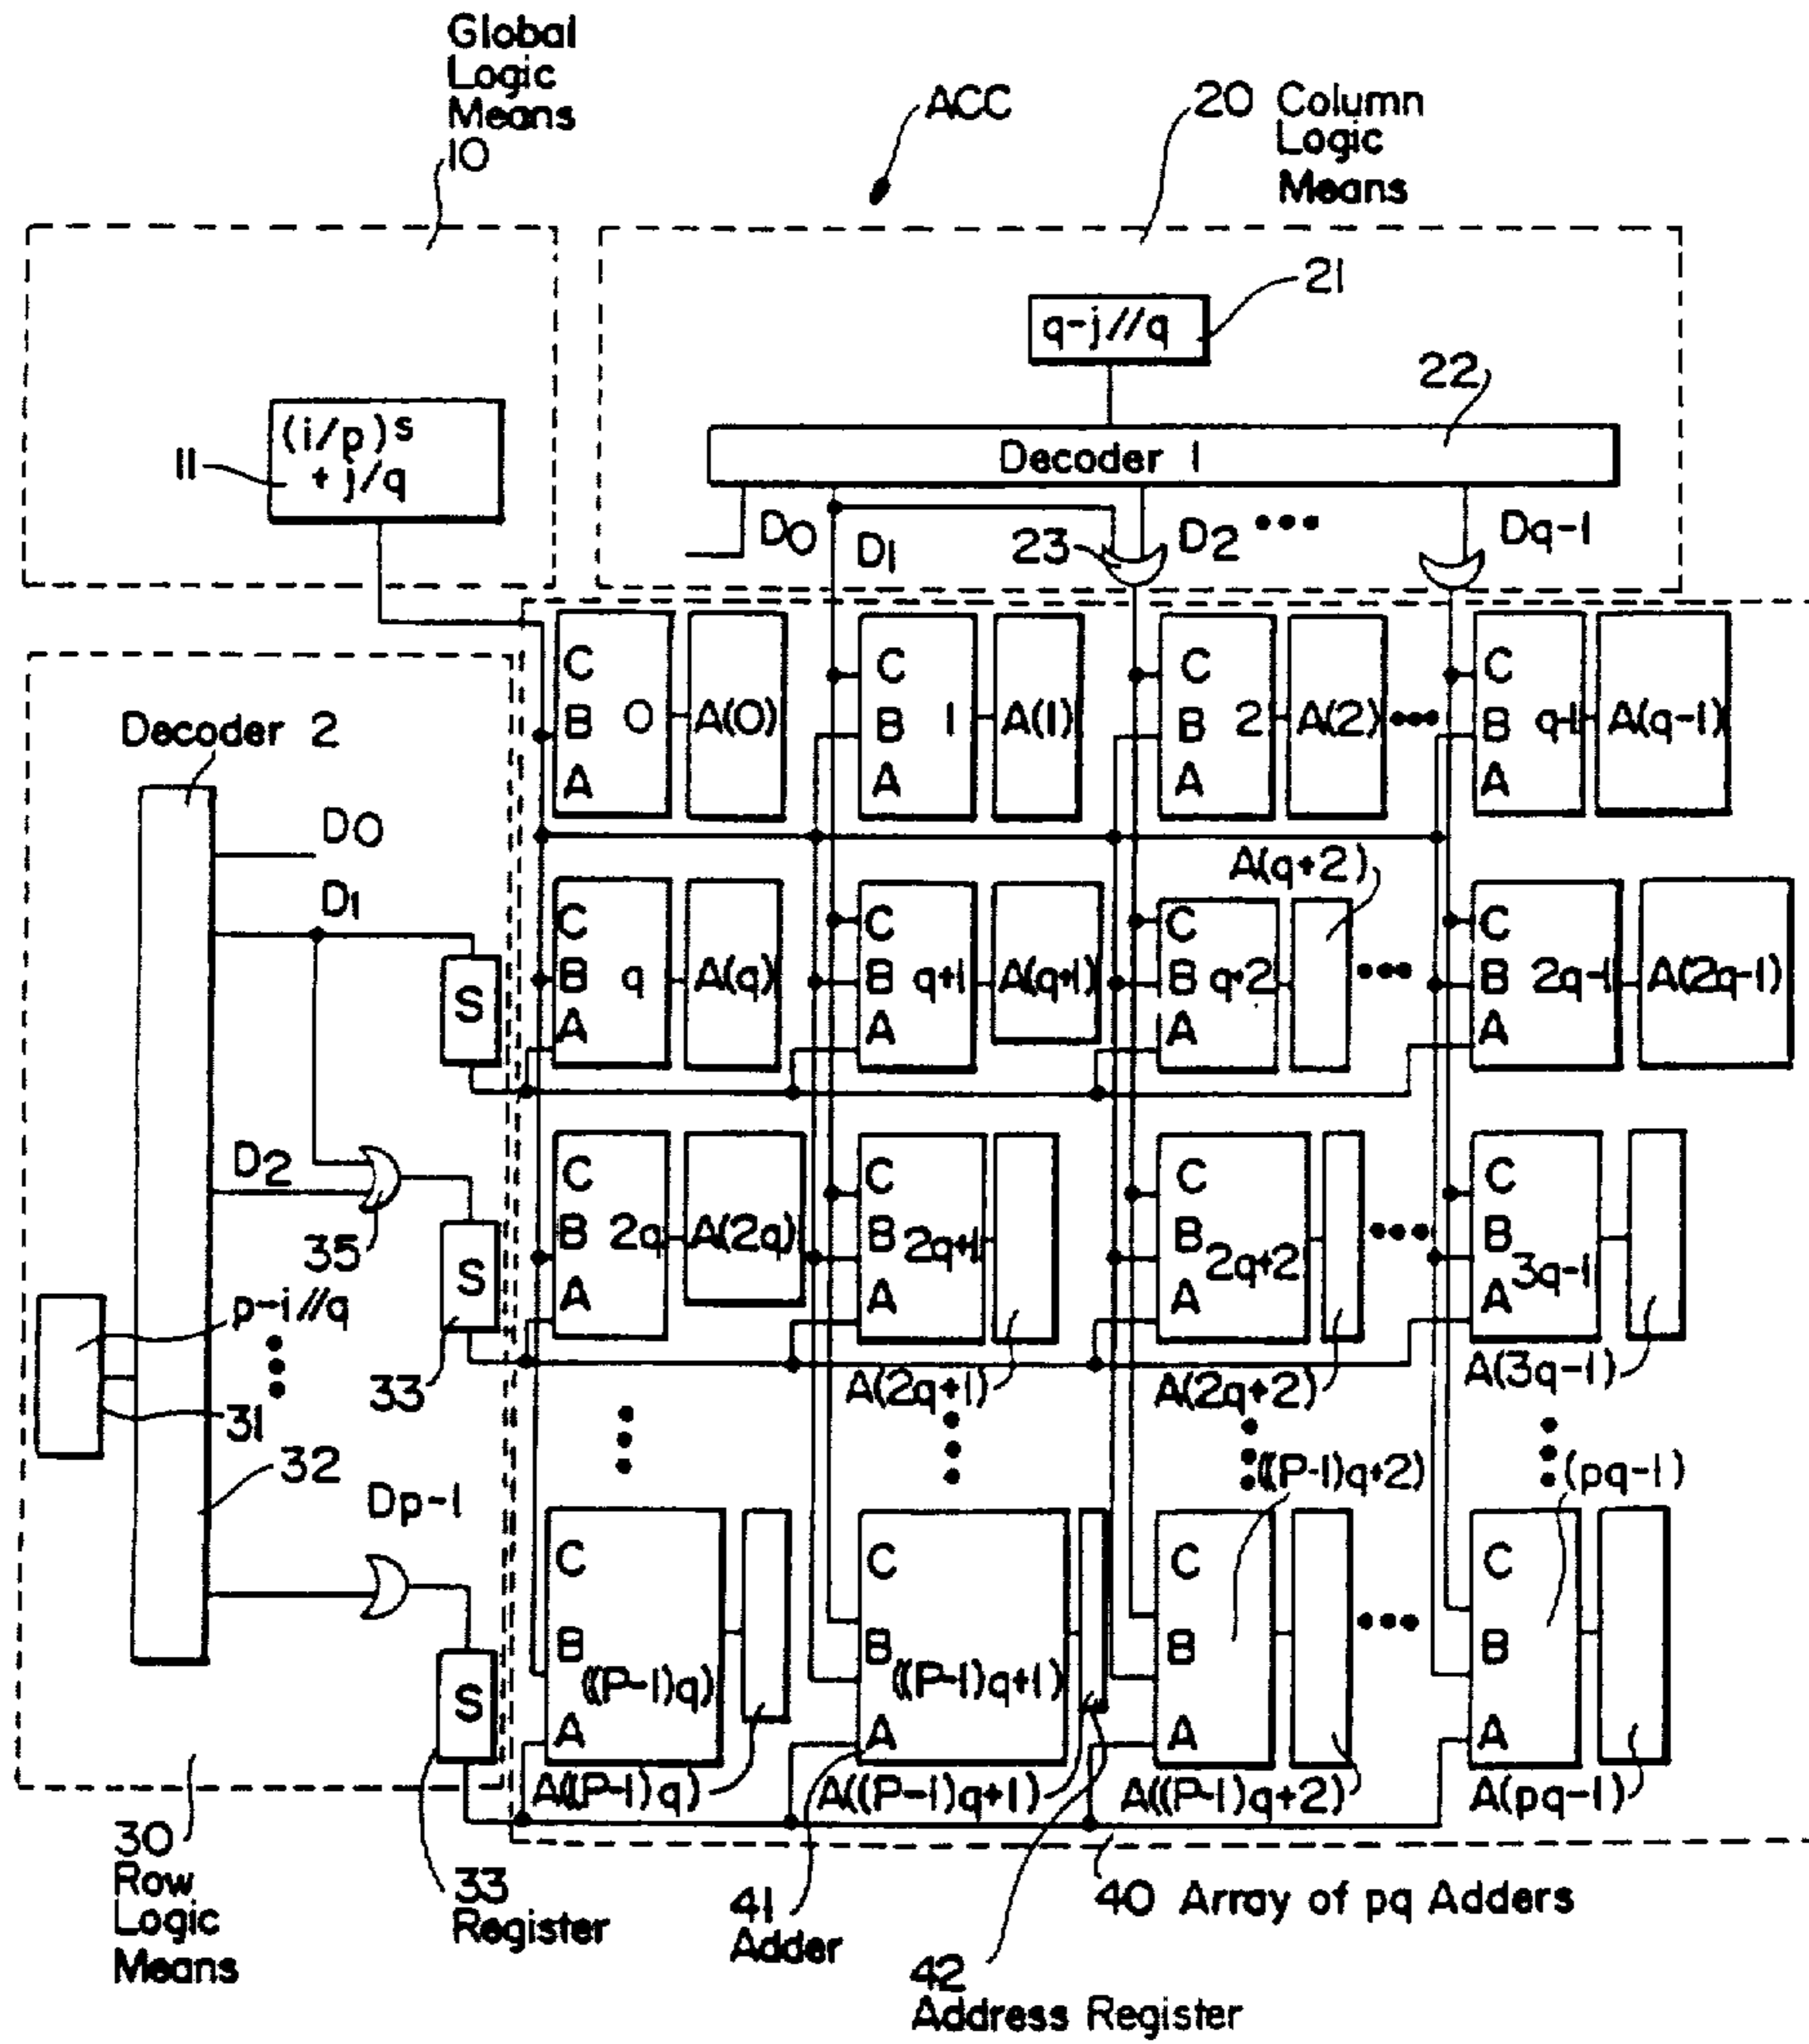 Global
Logic
Means
10
ACC
20 Column
Logic
Means
21
q-j//q
22
(i/p)s
+ j/q
11
Decoder 1
D0
D1
23
D2
•••
Dq-1
C
B 0
A
A(0)
C
B 1
A
A(1)
C
B 2
A
A(2)
•••
C
B q-1
A
A(q-1)
Decoder 2
D0
D1
A(q+2)
S
C
B q
A
A(q)
C
B q+1
A
A(q+1)
C
B q+2
A
•••
C
B 2q-1
A
A(2q-1)
D2
35
S
33
C
B 2q
A
A(2q)
C
B 2q+1
A
C
B 2q+2
A
•••
C
B 3q-1
A
p-i//q
31
32
A(2q+1)
A(2q+2)
A(3q-1)
((P-1)q+2)
(pq-1)
Dp-1
S
C
B ((P-1)q)
A
C
B ((P-1)q+1)
A
C
B
A
•••
C
B
A
A((P-1)q)
A((P-1)q+1)
A((P-1)q+2)
A(pq-1)
30
Row
Logic
Means
33
Register
41
Adder
42
Address Register
40 Array of pq Adders